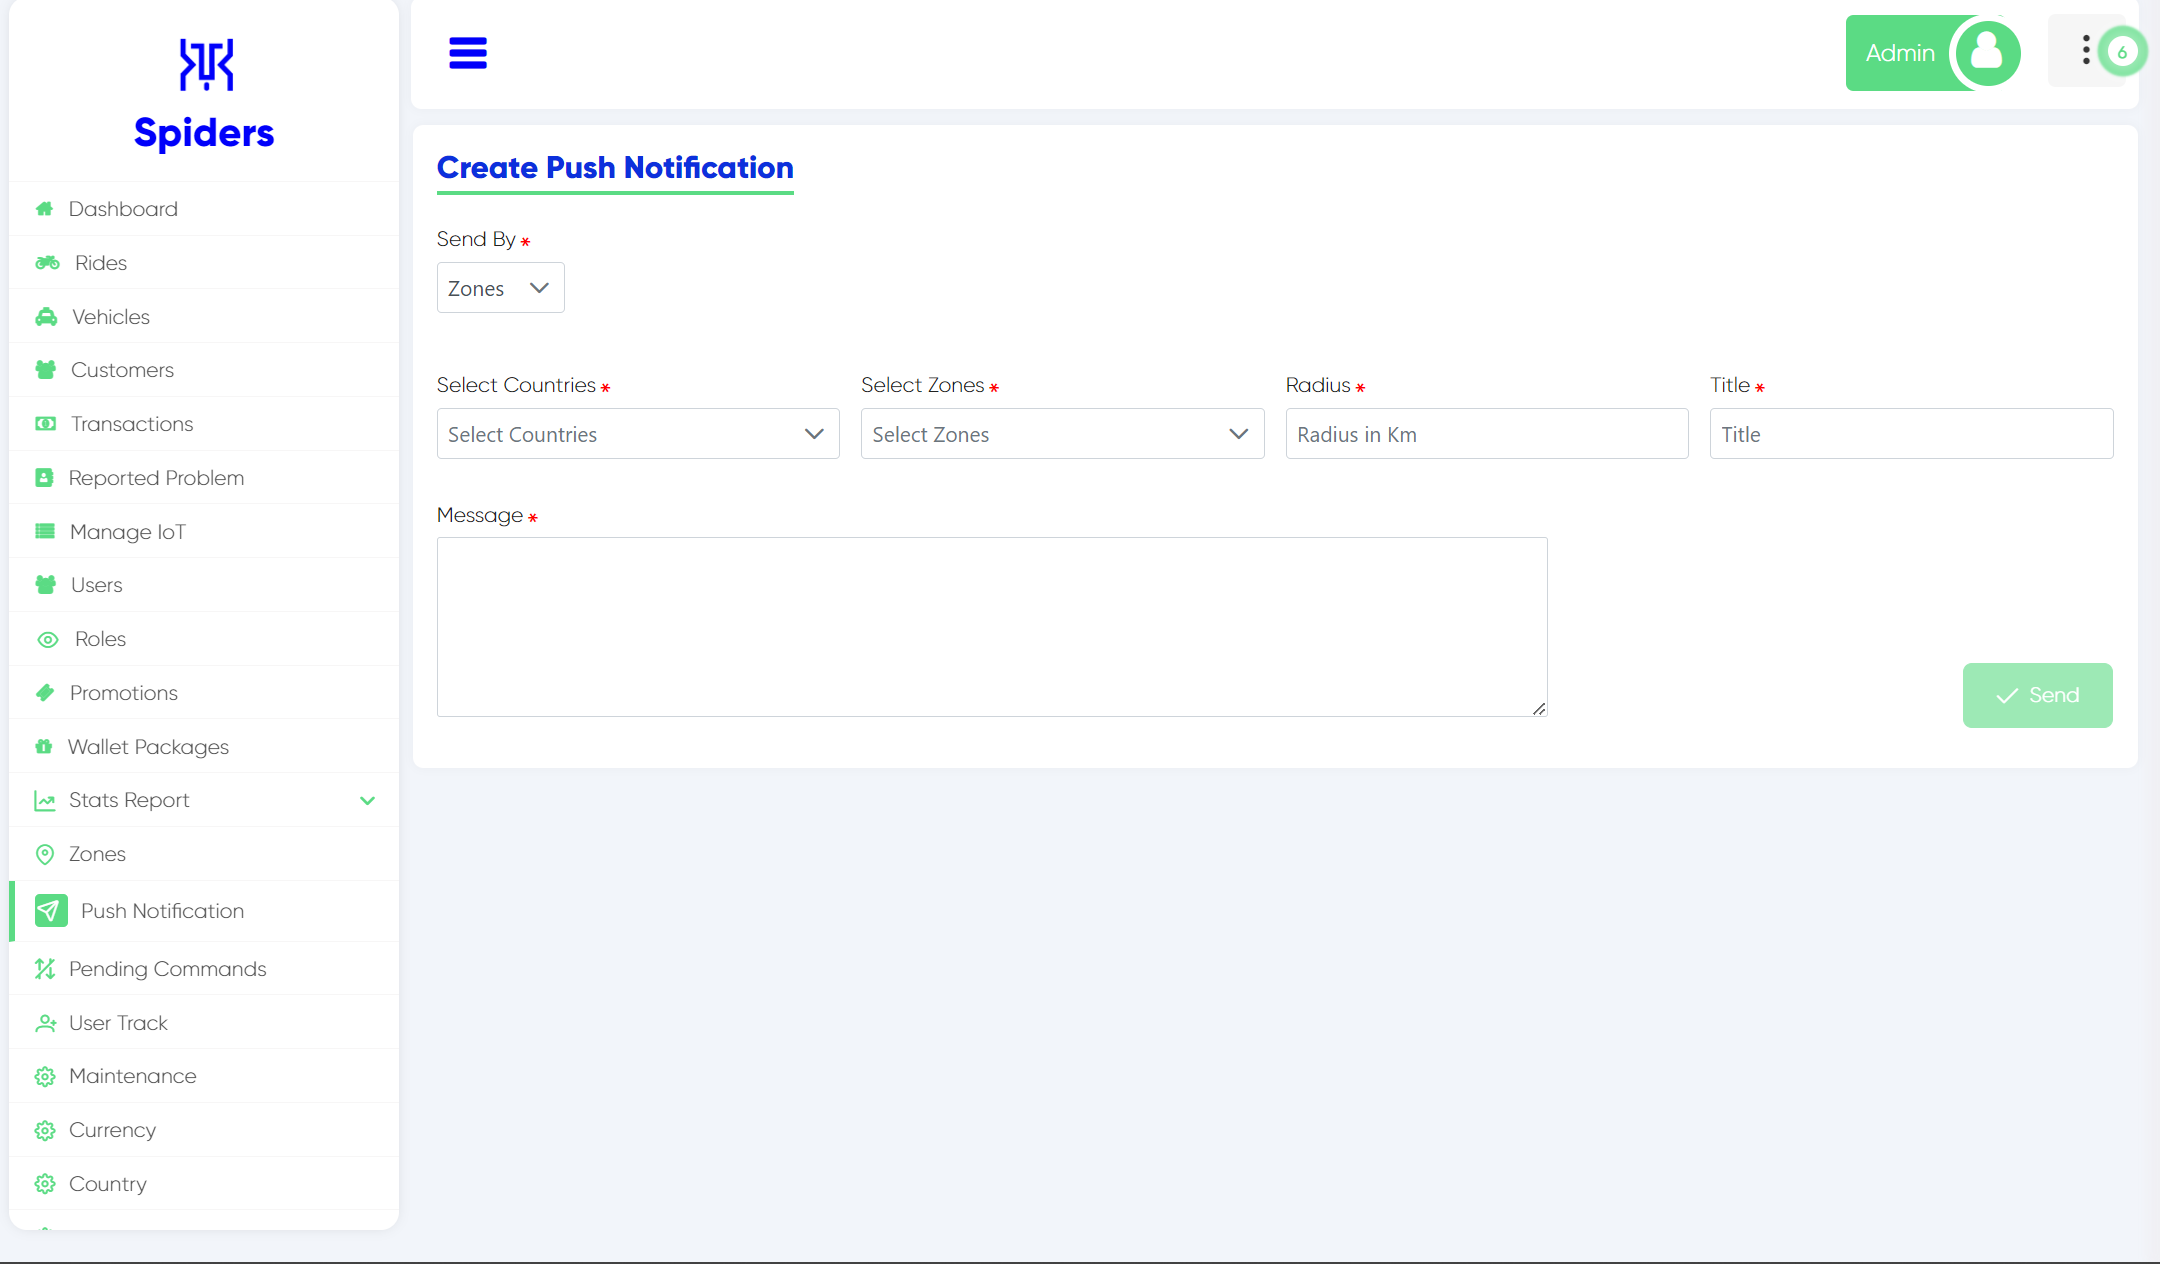 Spiders
Dashboard
Rides
Vehicles
Customers
Transactions
Reported Problem
Manage IoT
Users
Roles
Promotions
Wallet Packages
Stats Report
Zones
Push Notification
Pending Commands
User Track
Maintenance
Currency
Country
Admin
6
Create Push Notification
Send By *
Zones
Select Countries *
Select Zones *
Radius *
Title *
Select Countries
Select Zones
Radius in Km
Title
Message *
Send